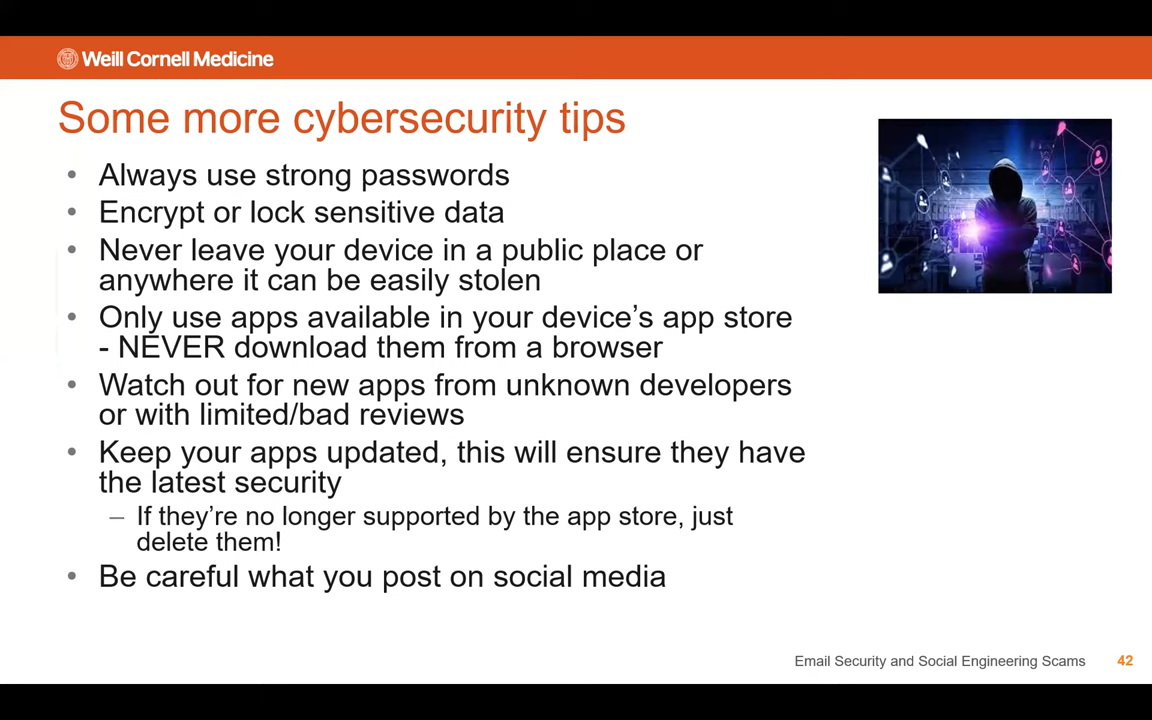 Weill Cornell Medicine
Some more cybersecurity tips
• Always use strong passwords
• Encrypt or lock sensitive data
• Never leave your device in a public place or
anywhere it can be easily stolen
• Only use apps available in your device’s app store
- NEVER download them from a browser
• Watch out for new apps from unknown developers
or with limited/bad reviews
• Keep your apps updated, this will ensure they have
the latest security
– If they’re no longer supported by the app store, just
delete them!
• Be careful what you post on social media
Email Security and Social Engineering Scams 42